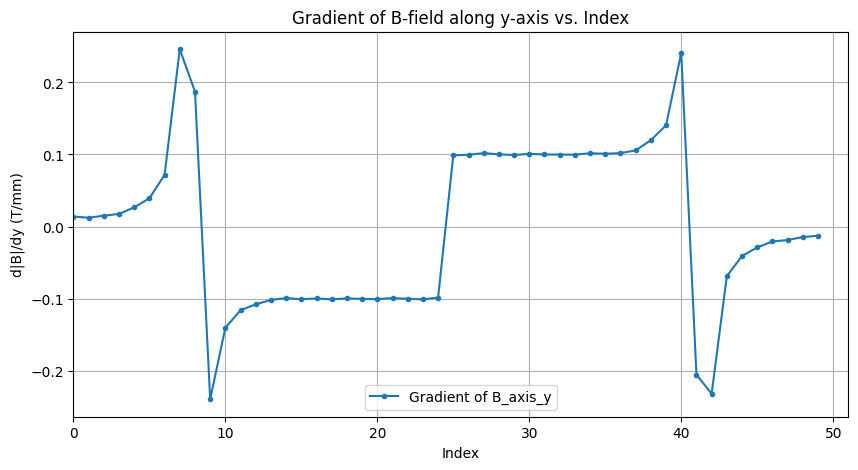 Gradient of B-field along y-axis vs. Index
d|B|/dy (T/mm)
0.2
0.1
0.0
−0.1
−0.2
Gradient of B_axis_y
0 10 20 30 40 50
Index